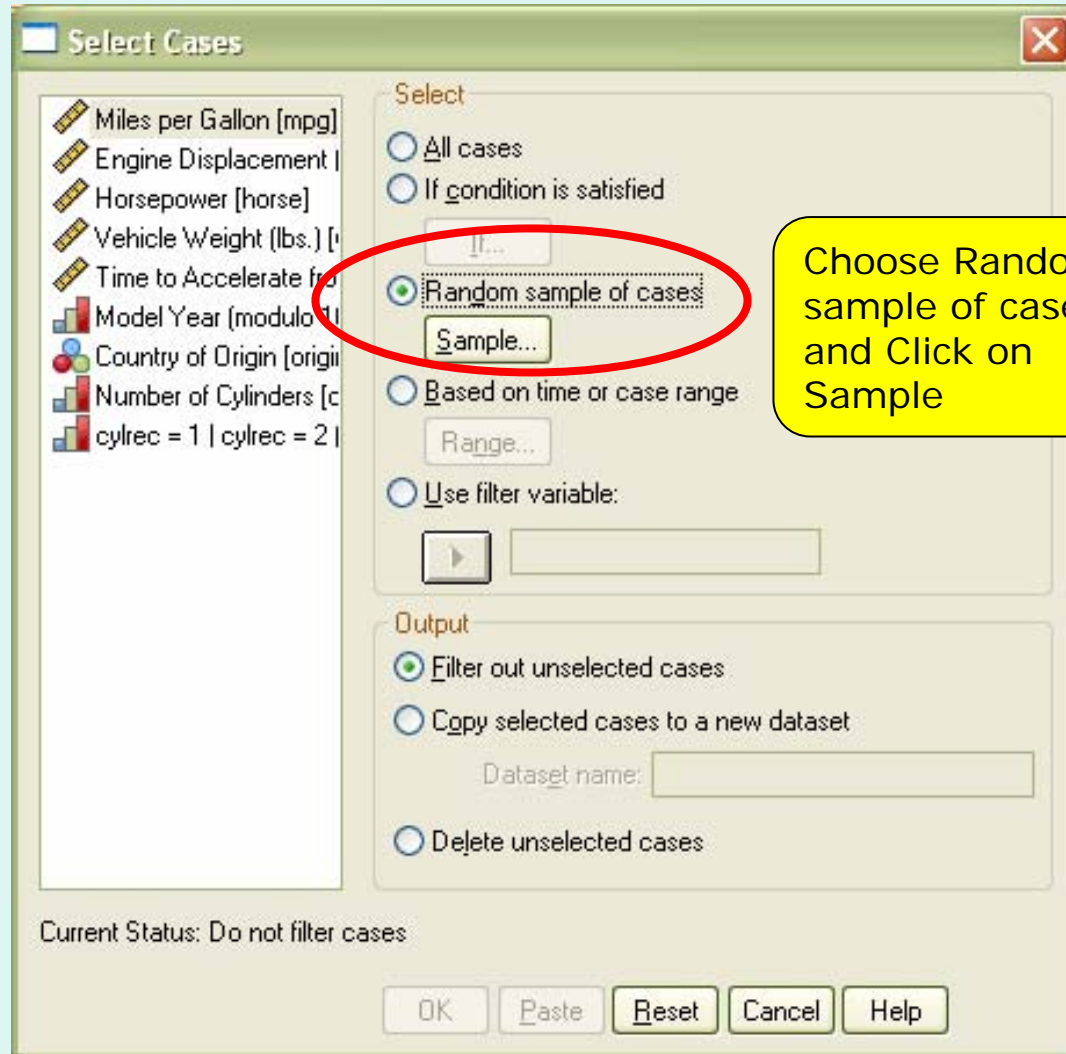 Select Cases
Miles per Gallon [mpg]
Engine Displacement
Horsepower [horse]
Vehicle Weight (lbs.) [
Time to Accelerate fro
Model Year (modulo 1
Country of Origin [origi
Number of Cylinders [c
cylrec = 1 | cylrec = 2 |
Select
All cases
If condition is satisfied
If...
Random sample of cases
Sample...
Based on time or case range
Range...
Use filter variable:
Choose Rando
sample of case
and Click on
Sample
Output
Filter out unselected cases
Copy selected cases to a new dataset
Dataset name:
Delete unselected cases
Current Status: Do not filter cases
OK Paste Reset Cancel Help